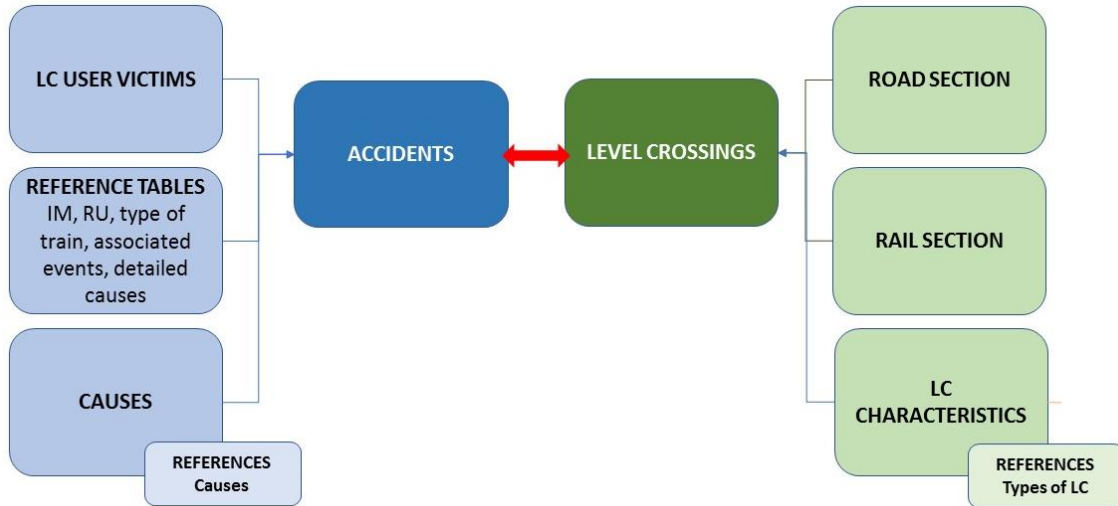 LC USER VICTIMS
REFERENCE TABLES
IM, RU, type of
train, associated
events, detailed
causes
CAUSES
REFERENCES
Causes
ACCIDENTS
LEVEL CROSSINGS
ROAD SECTION
RAIL SECTION
LC
CHARACTERISTICS
REFERENCES
Types of LC